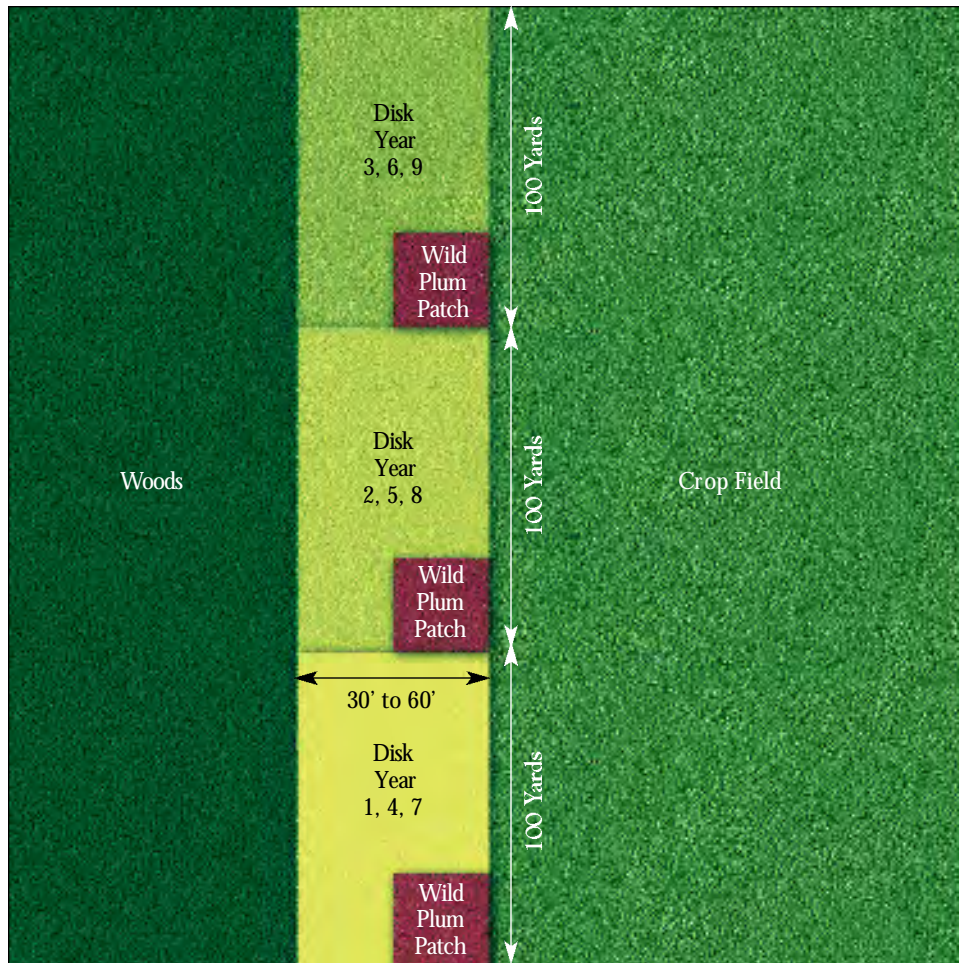 Disk
Year
3, 6, 9
100 Yards
Wild
Plum
Patch
Woods
Disk
Year
2, 5, 8
100 Yards
Crop Field
Wild
Plum
Patch
30’ to 60’
Disk
Year
1, 4, 7
100 Yards
Wild
Plum
Patch